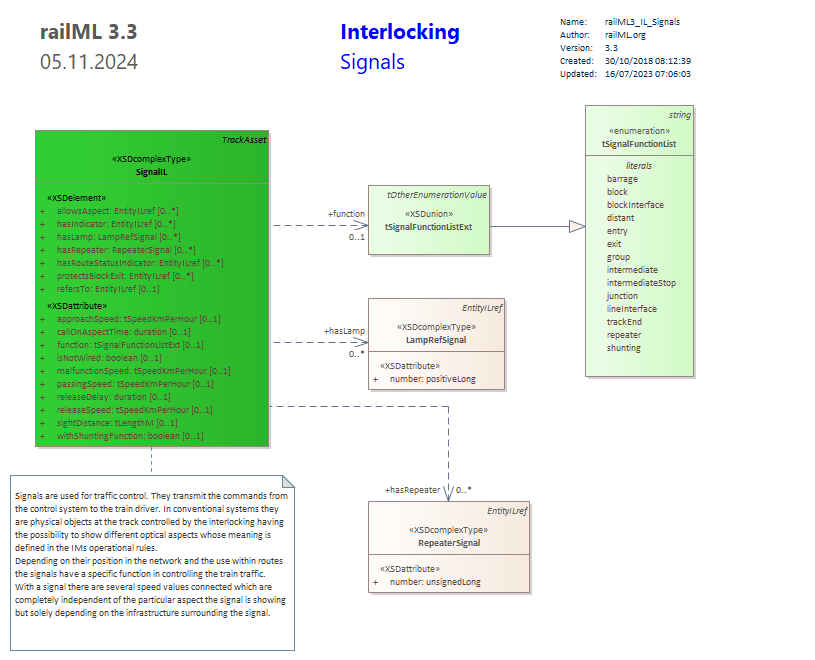 railML 3.3
05.11.2024
Interlocking
Signals
Name: railML3_IL_Signals
Author: railML.org
Version: 3.3
Created: 30/10/2018 08:12:39
Updated: 16/07/2023 07:06:03
TrackAsset
«XSDcomplexType»
SignalIL
«XSDelement»
+ allowsAspect: EntityILref [0..*]
+ hasIndicator: EntityILref [0..*]
+ hasLamp: LampRefSignal [0..*]
+ hasRepeater: RepeaterSignal [0..*]
+ hasRouteStatusIndicator: EntityILref [0..*]
+ protectsBlockExit: EntityILref [0..*]
+ refersTo: EntityILref [0..1]
«XSDattribute»
+ approachSpeed: tSpeedKmPerHour [0..1]
+ callOnAspectTime: duration [0..1]
+ function: tSignalFunctionListExt [0..1]
+ isNotWired: boolean [0..1]
+ malfunctionSpeed: tSpeedKmPerHour [0..1]
+ passingSpeed: tSpeedKmPerHour [0..1]
+ releaseDelay: duration [0..1]
+ releaseSpeed: tSpeedKmPerHour [0..1]
+ sightDistance: tLengthM [0..1]
+ withShuntingFunction: boolean [0..1]
+function
0..1
tOtherEnumerationValue
«XSDunion»
tSignalFunctionListExt
string
«enumeration»
tSignalFunctionList
literals
barrage
block
blockInterface
distant
entry
exit
group
intermediate
intermediateStop
junction
lineInterface
trackEnd
repeater
shunting
+hasLamp
0..*
EntityILref
«XSDcomplexType»
LampRefSignal
«XSDattribute»
+ number: positiveLong
+hasRepeater 0..*
EntityILref
«XSDcomplexType»
RepeaterSignal
«XSDattribute»
+ number: unsignedLong
Signals are used for traffic control. They transmit the commands from
the control system to the train driver. In conventional systems they
are physical objects at the track controlled by the interlocking having
the possibility to show different optical aspects whose meaning is
defined in the IMs operational rules.
Depending on their position in the network and the use within routes
the signals have a specific function in controlling the train traffic.
With a signal there are several speed values connected which are
completely independent of the particular aspect the signal is showing
but solely depending on the infrastructure surrounding the signal.